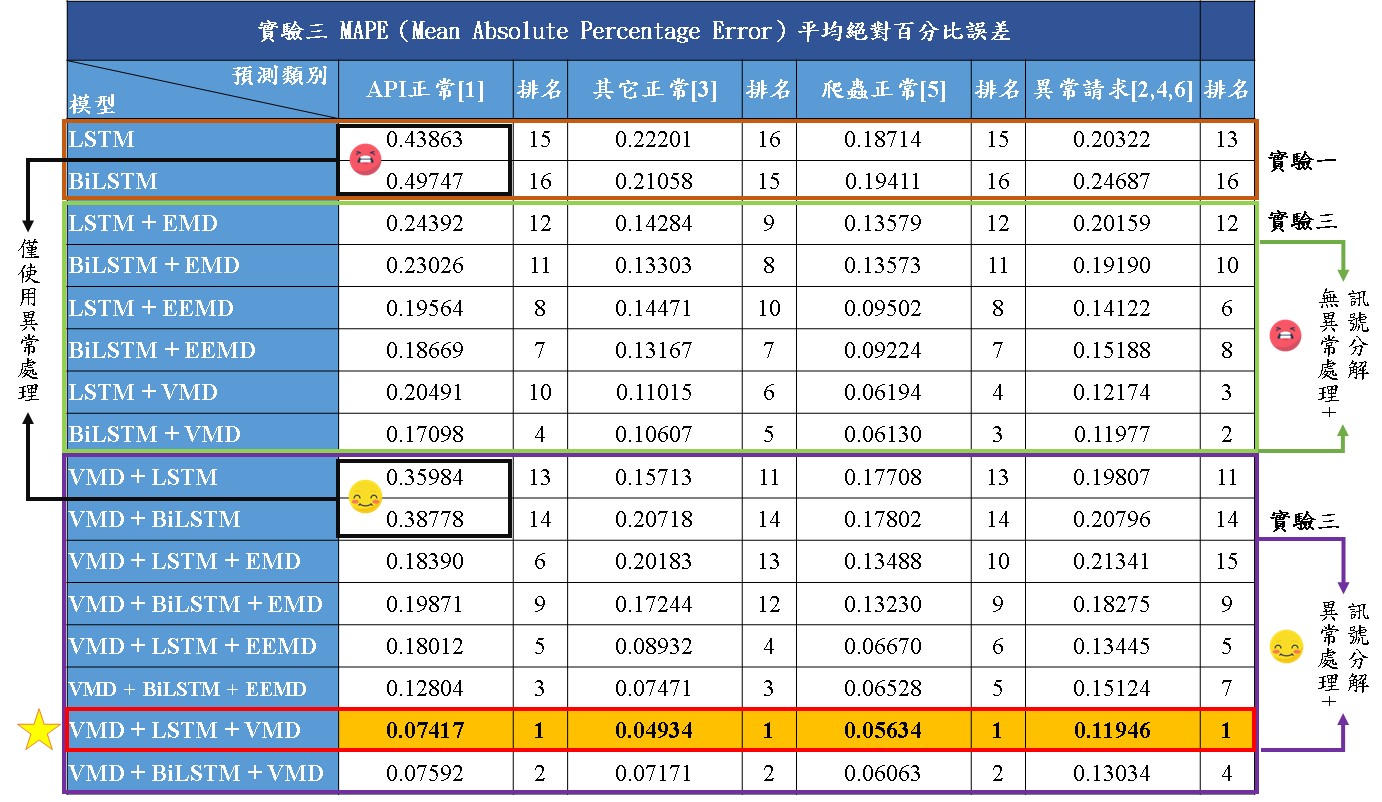 實驗三 MAPE (Mean Absolute Percentage Error) 平均絕對百分比誤差
預測類別
模型
API正常[1] 排名 其它正常[3] 排名 爬蟲正常[5] 排名 異常請求[2,4,6] 排名
LSTM 0.43863 15 0.22201 16 0.18714 15 0.20322 13
BiLSTM 0.49747 16 0.21058 15 0.19411 16 0.24687 16
LSTM + EMD 0.24392 12 0.14284 9 0.13579 12 0.20159 12
BiLSTM + EMD 0.23026 11 0.13303 8 0.13573 11 0.19190 10
LSTM + EEMD 0.19564 8 0.14471 10 0.09502 8 0.14122 6
BiLSTM + EEMD 0.18669 7 0.13167 7 0.09224 7 0.15188 8
LSTM + VMD 0.20491 10 0.11015 6 0.06194 4 0.12174 3
BiLSTM + VMD 0.17098 4 0.10607 5 0.06130 3 0.11977 2
VMD + LSTM 0.35984 13 0.15713 11 0.17708 13 0.19807 11
VMD + BiLSTM 0.38778 14 0.20718 14 0.17802 14 0.20796 14
VMD + LSTM + EMD 0.18390 6 0.20183 13 0.13488 10 0.21341 15
VMD + BiLSTM + EMD 0.19871 9 0.17244 12 0.13230 9 0.18275 9
VMD + LSTM + EEMD 0.18012 5 0.08932 4 0.06670 6 0.13445 5
VMD + BiLSTM + EEMD 0.12804 3 0.07471 3 0.06528 5 0.15124 7
VMD + LSTM + VMD 0.07417 1 0.04934 1 0.05634 1 0.11946 1
VMD + BiLSTM + VMD 0.07592 2 0.07171 2 0.06063 2 0.13034 4
僅使用異常處理
實驗一
實驗三
訊號分解
無異常處理+
實驗三
訊號分解
異常處理+